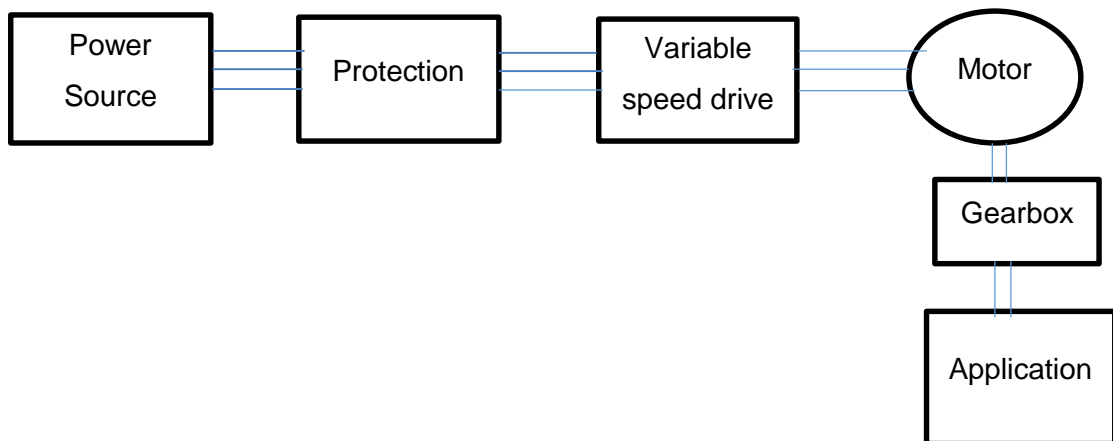 Power
Source
Protection
Variable
speed drive
Motor
Gearbox
Application